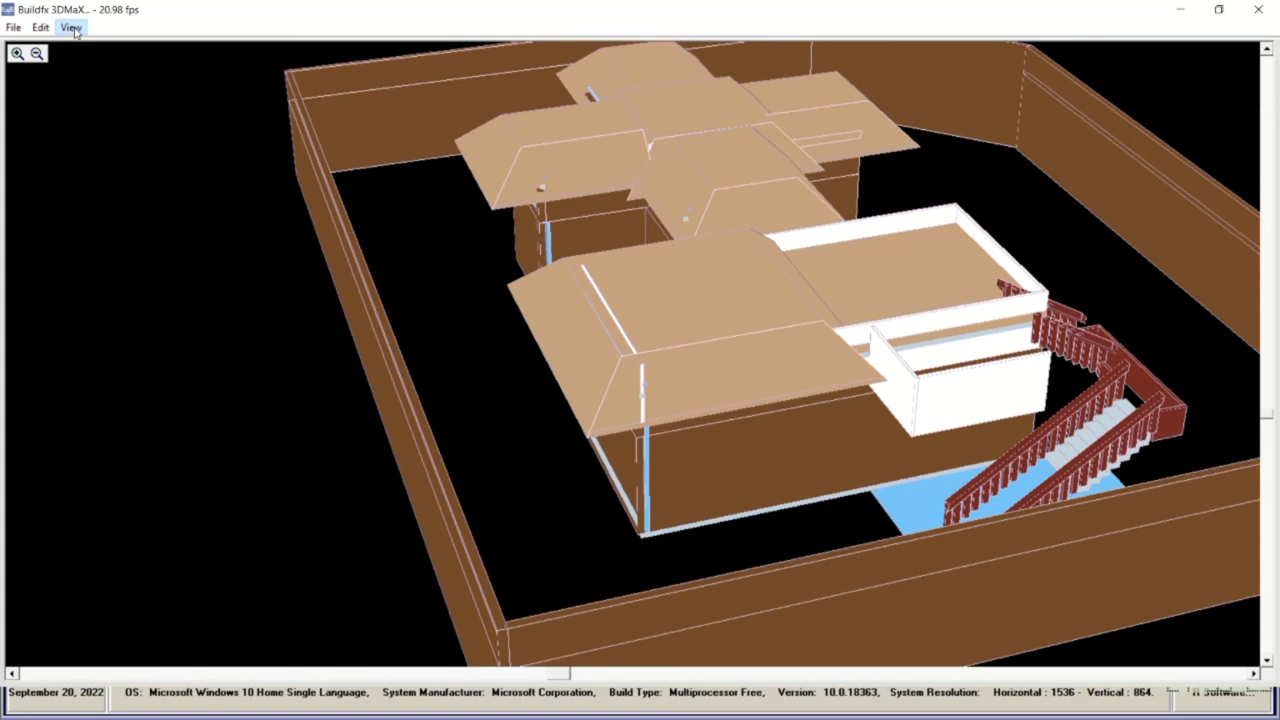 Buildfx 3DMaX... - 20.98 fps
File Edit View
September 20, 2022 OS: Microsoft Windows 10 Home Single Language, System Manufacturer: Microsoft Corporation, Build Type: Multiprocessor Free, Version: 10.0.18363, System Resolution: Horizontal : 1536 - Vertical : 864.